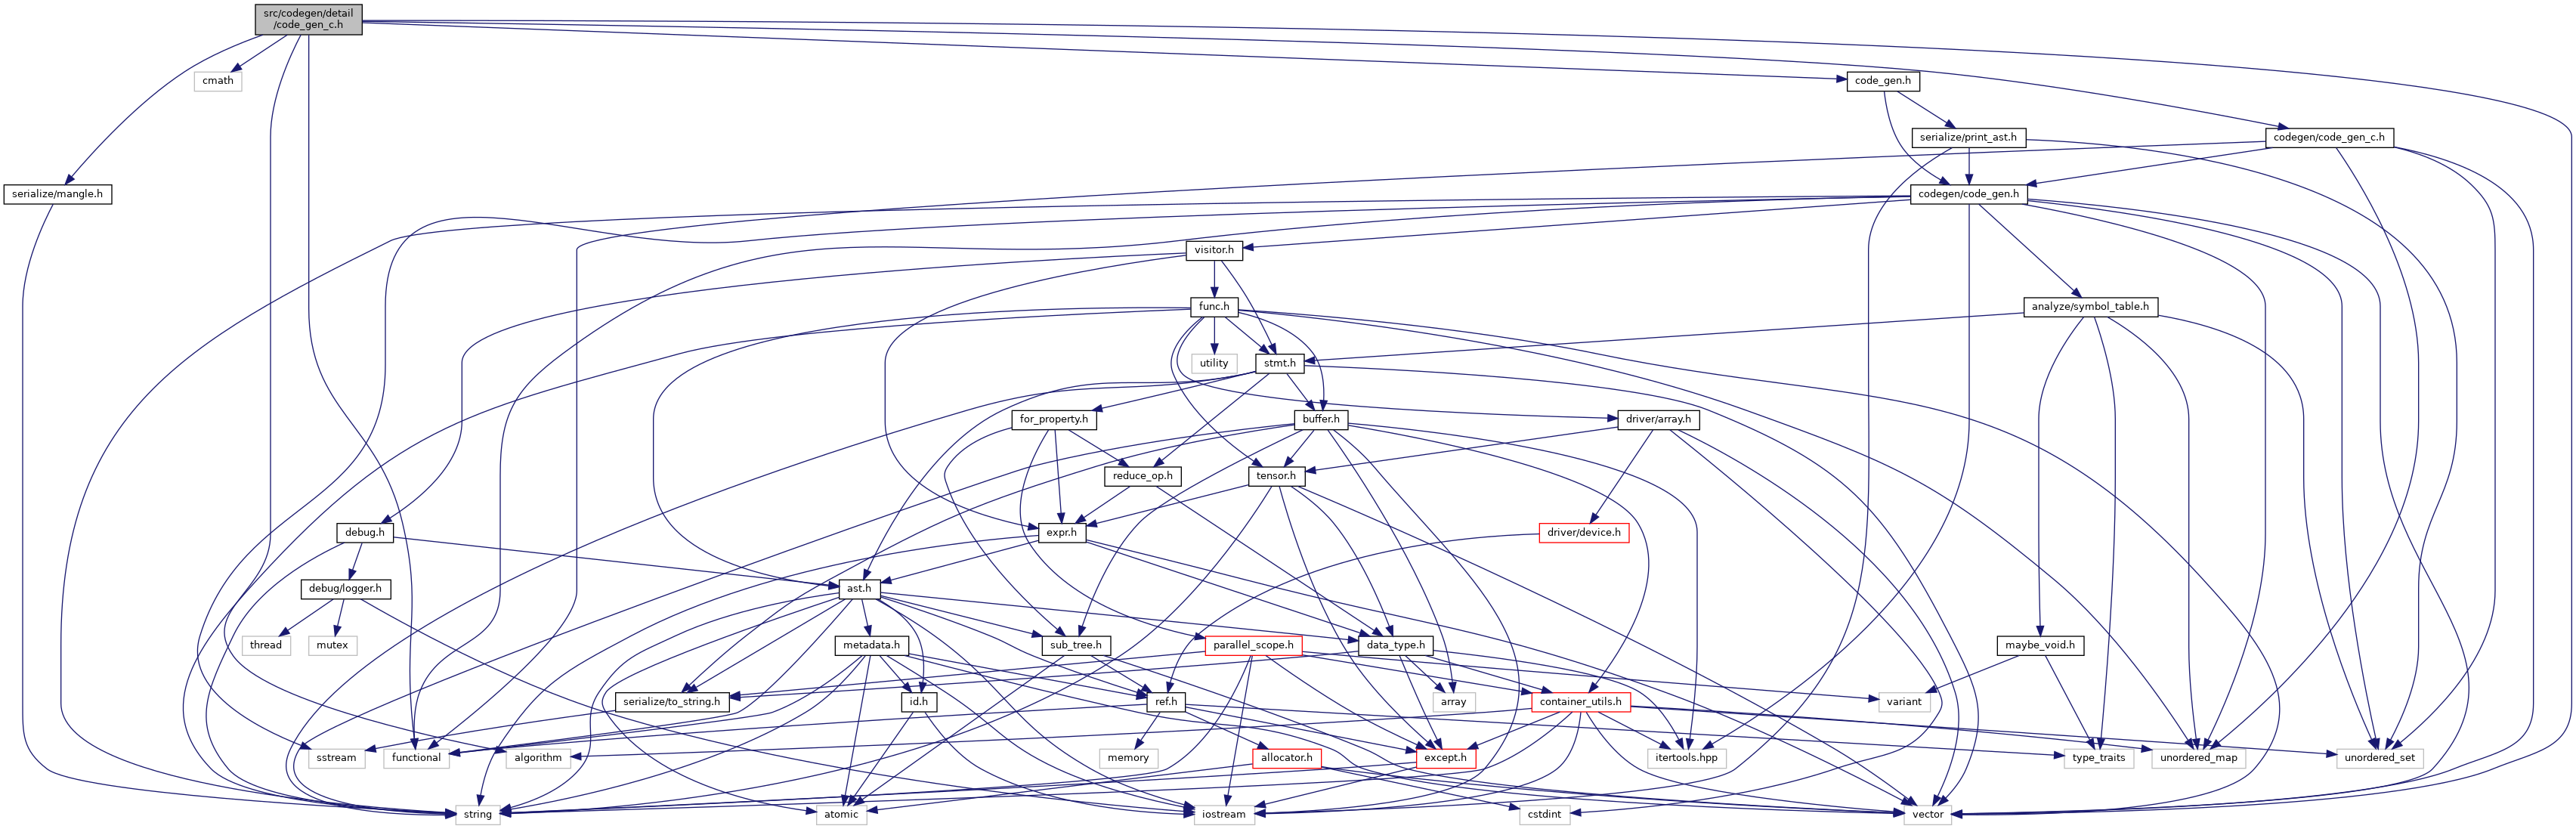 src/codegen/detail
/code_gen_c.h
cmath
code_gen.h
serialize/print_ast.h
codegen/code_gen_c.h
serialize/mangle.h
codegen/code_gen.h
visitor.h
func.h
analyze/symbol_table.h
utility
stmt.h
for_property.h
buffer.h
driver/array.h
reduce_op.h
tensor.h
debug.h
expr.h
driver/device.h
debug/logger.h
ast.h
thread
mutex
metadata.h
sub_tree.h
parallel_scope.h
data_type.h
maybe_void.h
serialize/to_string.h
id.h
ref.h
array
container_utils.h
variant
sstream
functional
algorithm
memory
allocator.h
except.h
itertools.hpp
type_traits
unordered_map
unordered_set
string
atomic
iostream
cstdint
vector